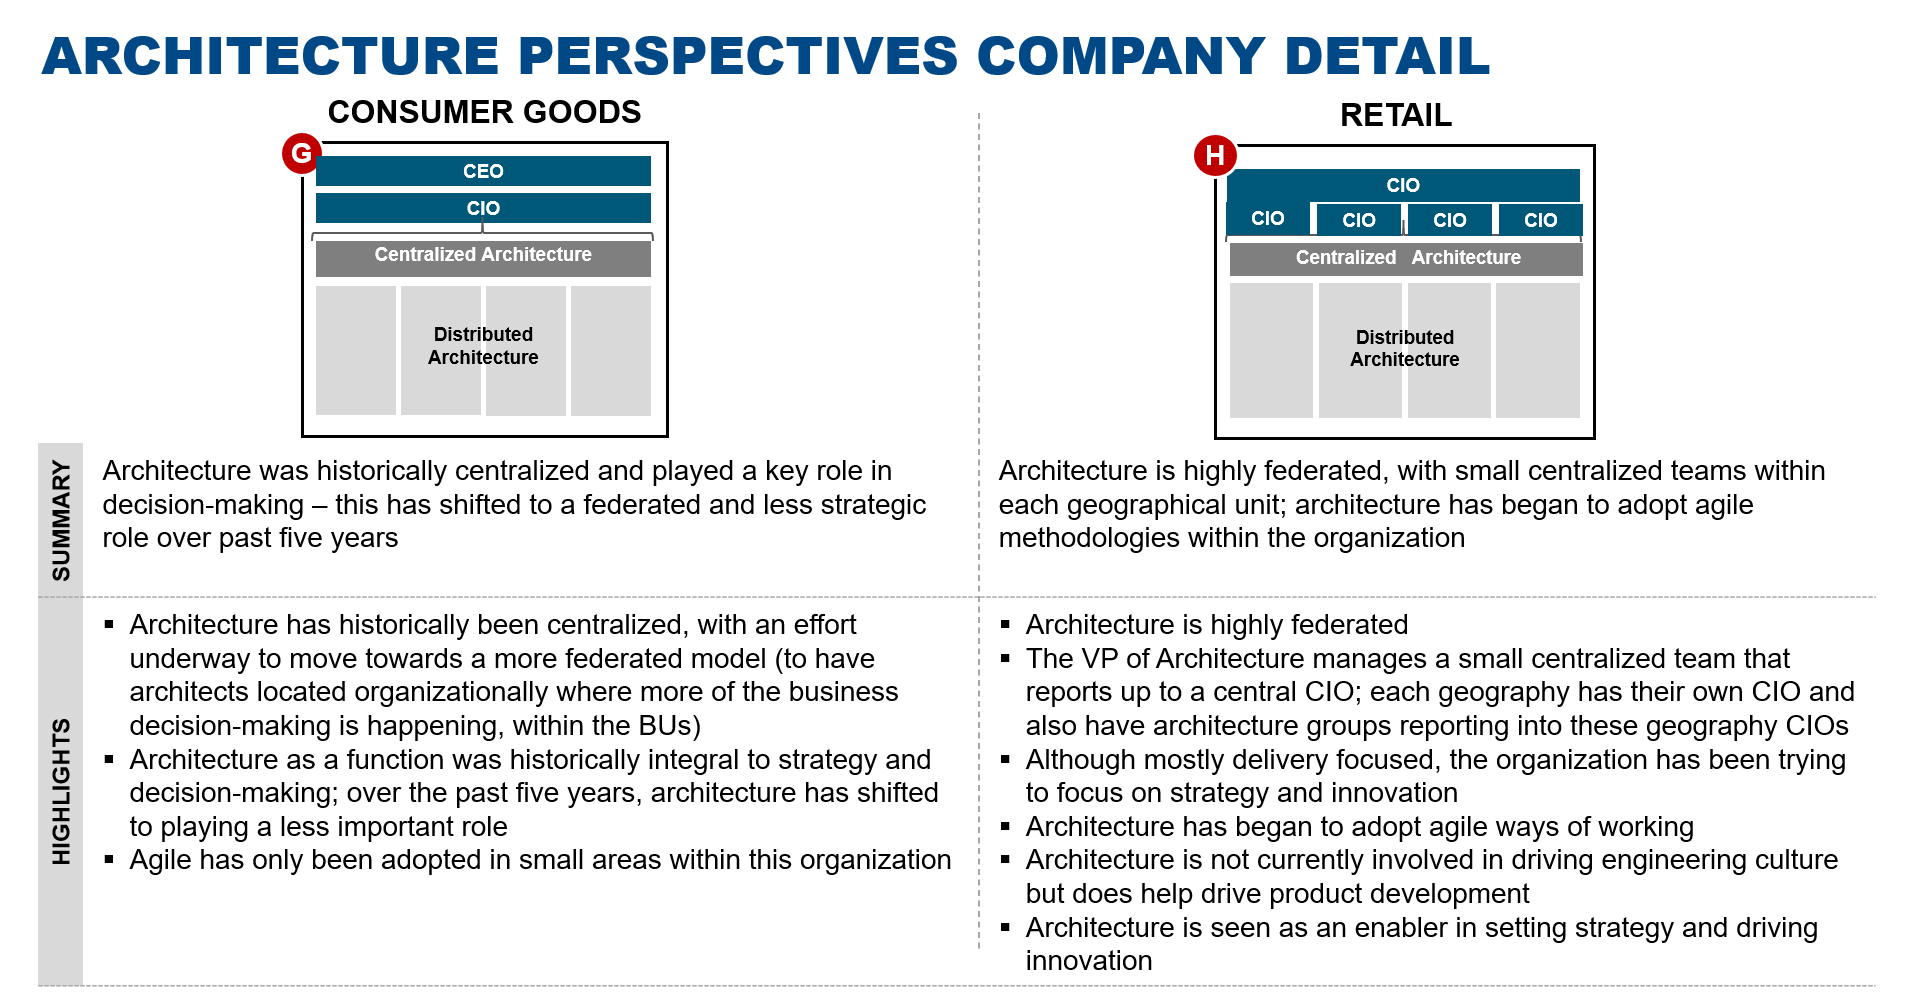 ARCHITECTURE PERSPECTIVES COMPANY DETAIL
CONSUMER GOODS
G
CEO
CIO
Centralized Architecture
Distributed
Architecture
RETAIL
H
CIO
CIO CIO CIO CIO
Centralized Architecture
Distributed
Architecture
SUMMARY
Architecture was historically centralized and played a key role in
decision-making – this has shifted to a federated and less strategic
role over past five years
Architecture is highly federated, with small centralized teams within
each geographical unit; architecture has began to adopt agile
methodologies within the organization
HIGHLIGHTS
▪ Architecture has historically been centralized, with an effort
underway to move towards a more federated model (to have
architects located organizationally where more of the business
decision-making is happening, within the BUs)
▪ Architecture as a function was historically integral to strategy and
decision-making; over the past five years, architecture has shifted
to playing a less important role
▪ Agile has only been adopted in small areas within this organization
▪ Architecture is highly federated
▪ The VP of Architecture manages a small centralized team that
reports up to a central CIO; each geography has their own CIO and
also have architecture groups reporting into these geography CIOs
▪ Although mostly delivery focused, the organization has been trying
to focus on strategy and innovation
▪ Architecture has began to adopt agile ways of working
▪ Architecture is not currently involved in driving engineering culture
but does help drive product development
▪ Architecture is seen as an enabler in setting strategy and driving
innovation